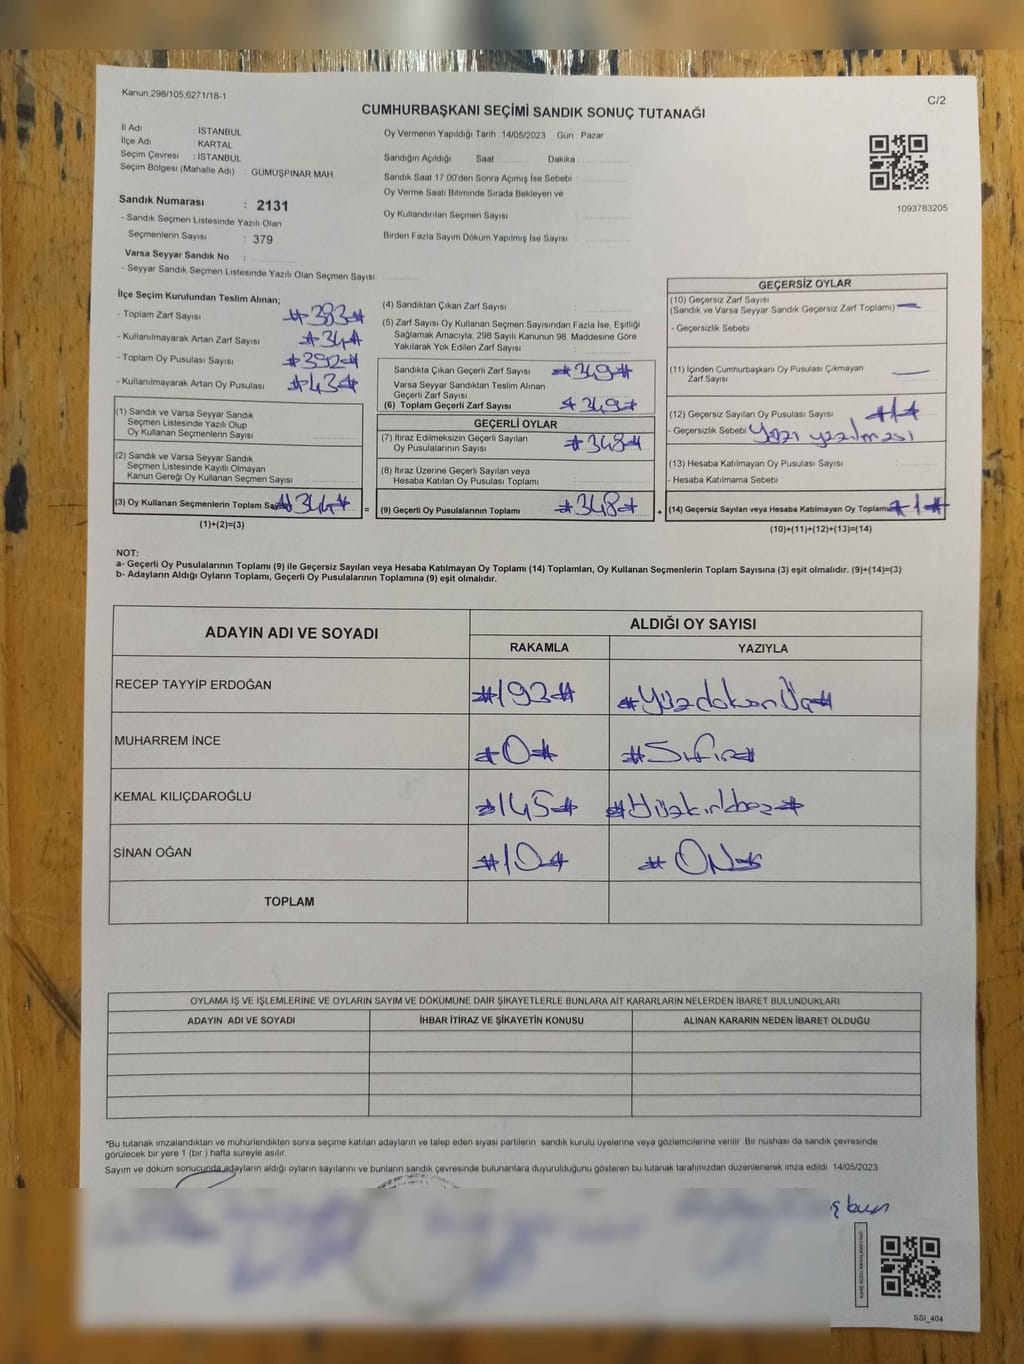 Kanun:298/105,6271/18-1
C/2
CUMHURBAŞKANI SEÇİMİ SANDIK SONUÇ TUTANAĞI
İl Adı : İSTANBUL
İlçe Adı : KARTAL
Seçim Çevresi : İSTANBUL
Seçim Bölgesi (Mahalle Adı) : GÜMÜŞPINAR MAH.
Sandık Numarası : 2131
- Sandık Seçmen Listesinde Yazılı Olan
Seçmenlerin Sayısı : 379
Varsa Seyyar Sandık No :
- Seyyar Sandık Seçmen Listesinde Yazılı Olan Seçmen Sayısı
Oy Vermenin Yapıldığı Tarih :14/05/2023 Gün : Pazar
Sandığın Açıldığı Saat Dakika
Sandık Saat 17.00'den Sonra Açımış İse Sebebi
Oy Verme Saati Bitiminde Sırada Bekleyen ve
Oy Kullandırılan Seçmen Sayısı
Birden Fazla Sayım Döküm Yapılmış İse Sayısı
1093783205
İlçe Seçim Kurulundan Teslim Alınan;
- Toplam Zarf Sayısı #383#
- Kullanılmayarak Artan Zarf Sayısı #34#
- Toplam Oy Pusulası Sayısı #392#
- Kullanılmayarak Artan Oy Pusulası #43#
(1) Sandık ve Varsa Seyyar Sandık
Seçmen Listesinde Yazılı Olup
Oy Kullanan Seçmenlerin Sayısı
(2) Sandık ve Varsa Seyyar Sandık
Seçmen Listesinde Kayıtlı Olmayan
Kanun Gereği Oy Kullanan Seçmen Sayısı
(3) Oy Kullanan Seçmenlerin Toplam =
(1)+(2)=(3)
(4) Sandıktan Çıkan Zarf Sayısı
(5) Zarf Sayısı Oy Kullanan Seçmen Sayısından Fazla İse, Eşitliği
Sağlamak Amacıyla, 298 Sayılı Kanunun 98. Maddesine Göre
Yakılarak Yok Edilen Zarf Sayısı
Sandıkta Çıkan Geçerli Zarf Sayısı #349#
Varsa Seyyar Sandıktan Teslim Alınan
Geçerli Zarf Sayısı
(6) Toplam Geçerli Zarf Sayısı #349#
GEÇERLİ OYLAR
(7) İtiraz Edilmeksizin Geçerli Sayılan
Oy Pusulalarının Sayısı #348#
(8) İtiraz Üzerine Geçerli Sayılan veya
Hesaba Katılan Oy Pusulası Toplamı
(9) Geçerli Oy Pusulalarının Toplamı #348# +
GEÇERSİZ OYLAR
(10) Geçersiz Zarf Sayısı
(Sandık ve Varsa Seyyar Sandık Geçersiz Zarf Toplamı) —
- Geçersizlik Sebebi
(11) İçinden Cumhurbaşkanı Oy Pusulası Çıkmayan
Zarf Sayısı —
(12) Geçersiz Sayılan Oy Pusulası Sayısı #1#
- Geçersizlik Sebebi Yazı yazılması
(13) Hesaba Katılmayan Oy Pusulası Sayısı
- Hesaba Katılmama Sebebi
(14) Geçersiz Sayılan veya Hesaba Katılmayan Oy Toplamı #1#
(10)+(11)+(12)+(13)=(14)
NOT:
a- Geçerli Oy Pusulalarının Toplamı (9) ile Geçersiz Sayılan veya Hesaba Katılmayan Oy Toplamı (14) Toplamları, Oy Kullanan Seçmenlerin Toplam Sayısına (3) eşit olmalıdır. (9)+(14)=(3)
b- Adayların Aldığı Oyların Toplamı, Geçerli Oy Pusulalarının Toplamına (9) eşit olmalıdır.
ADAYIN ADI VE SOYADI ALDIĞI OY SAYISI
RAKAMLA YAZIYLA
RECEP TAYYİP ERDOĞAN #193# #Yüzdoksan Üç#
MUHARREM İNCE #0# #Sıfır#
KEMAL KILIÇDAROĞLU #145# #Yüzkırkbeş#
SİNAN OĞAN #10# #ON#
TOPLAM
OYLAMA İŞ VE İŞLEMLERİNE VE OYLARIN SAYIM VE DÖKÜMÜNE DAİR ŞİKAYETLERLE BUNLARA AİT KARARLARIN NELERDEN İBARET BULUNDUKLARI
ADAYIN ADI VE SOYADI İHBAR İTİRAZ VE ŞİKAYETİN KONUSU ALINAN KARARIN NEDEN İBARET OLDUĞU
*Bu tutanak imzalandıktan ve mühürlendikten sonra seçime katılan adayların ve talep eden siyasi partilerin sandık kurulu üyelerine veya gözlemcilerine verilir. Bir nüshası da sandık çevresinde
görülecek bir yere 1 (bir ) hafta süreyle asılır.
Sayım ve döküm sonucunda adayların aldığı oyların sayılarını ve bunların sandık çevresinde bulunanlara duyurulduğunu gösteren bu tutanak tarafımızdan düzenlenerek imza edildi. 14/05/2023
SSI_404